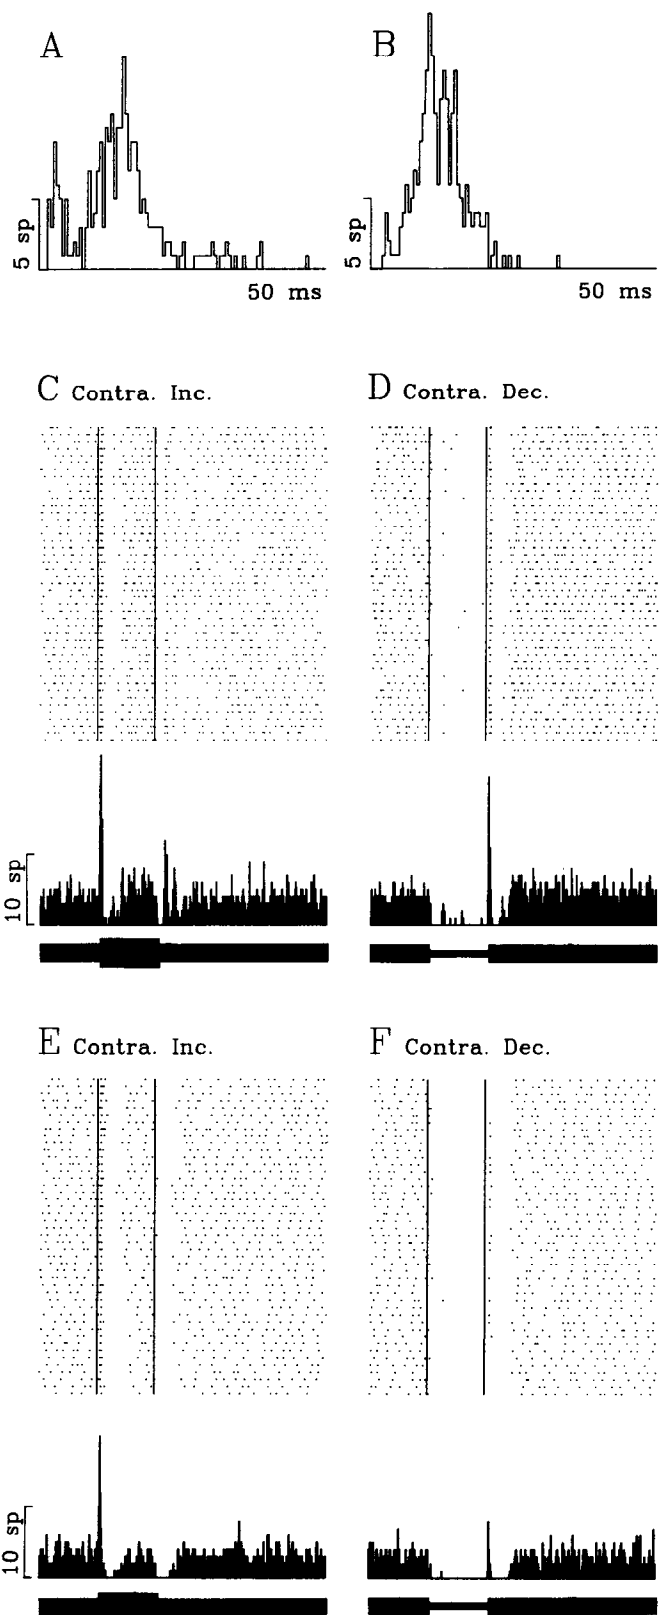 A
B
5 sp
5 sp
50 ms
50 ms
C Contra. Inc.
D Contra. Dec.
10 sp
E Contra. Inc.
F Contra. Dec.
10 sp